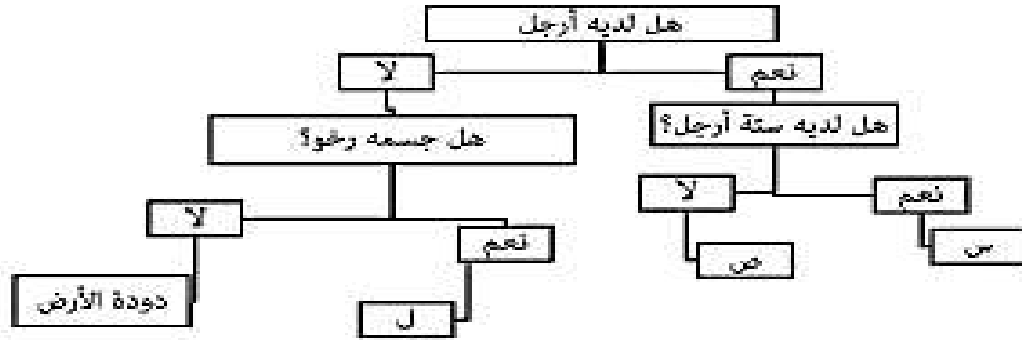 هل لديه أرجل
نعم
لا
هل لديه ستة أرجل؟
هل جسمه رخو؟
نعم
لا
نعم
لا
س
ص
ل
دودة الأرض